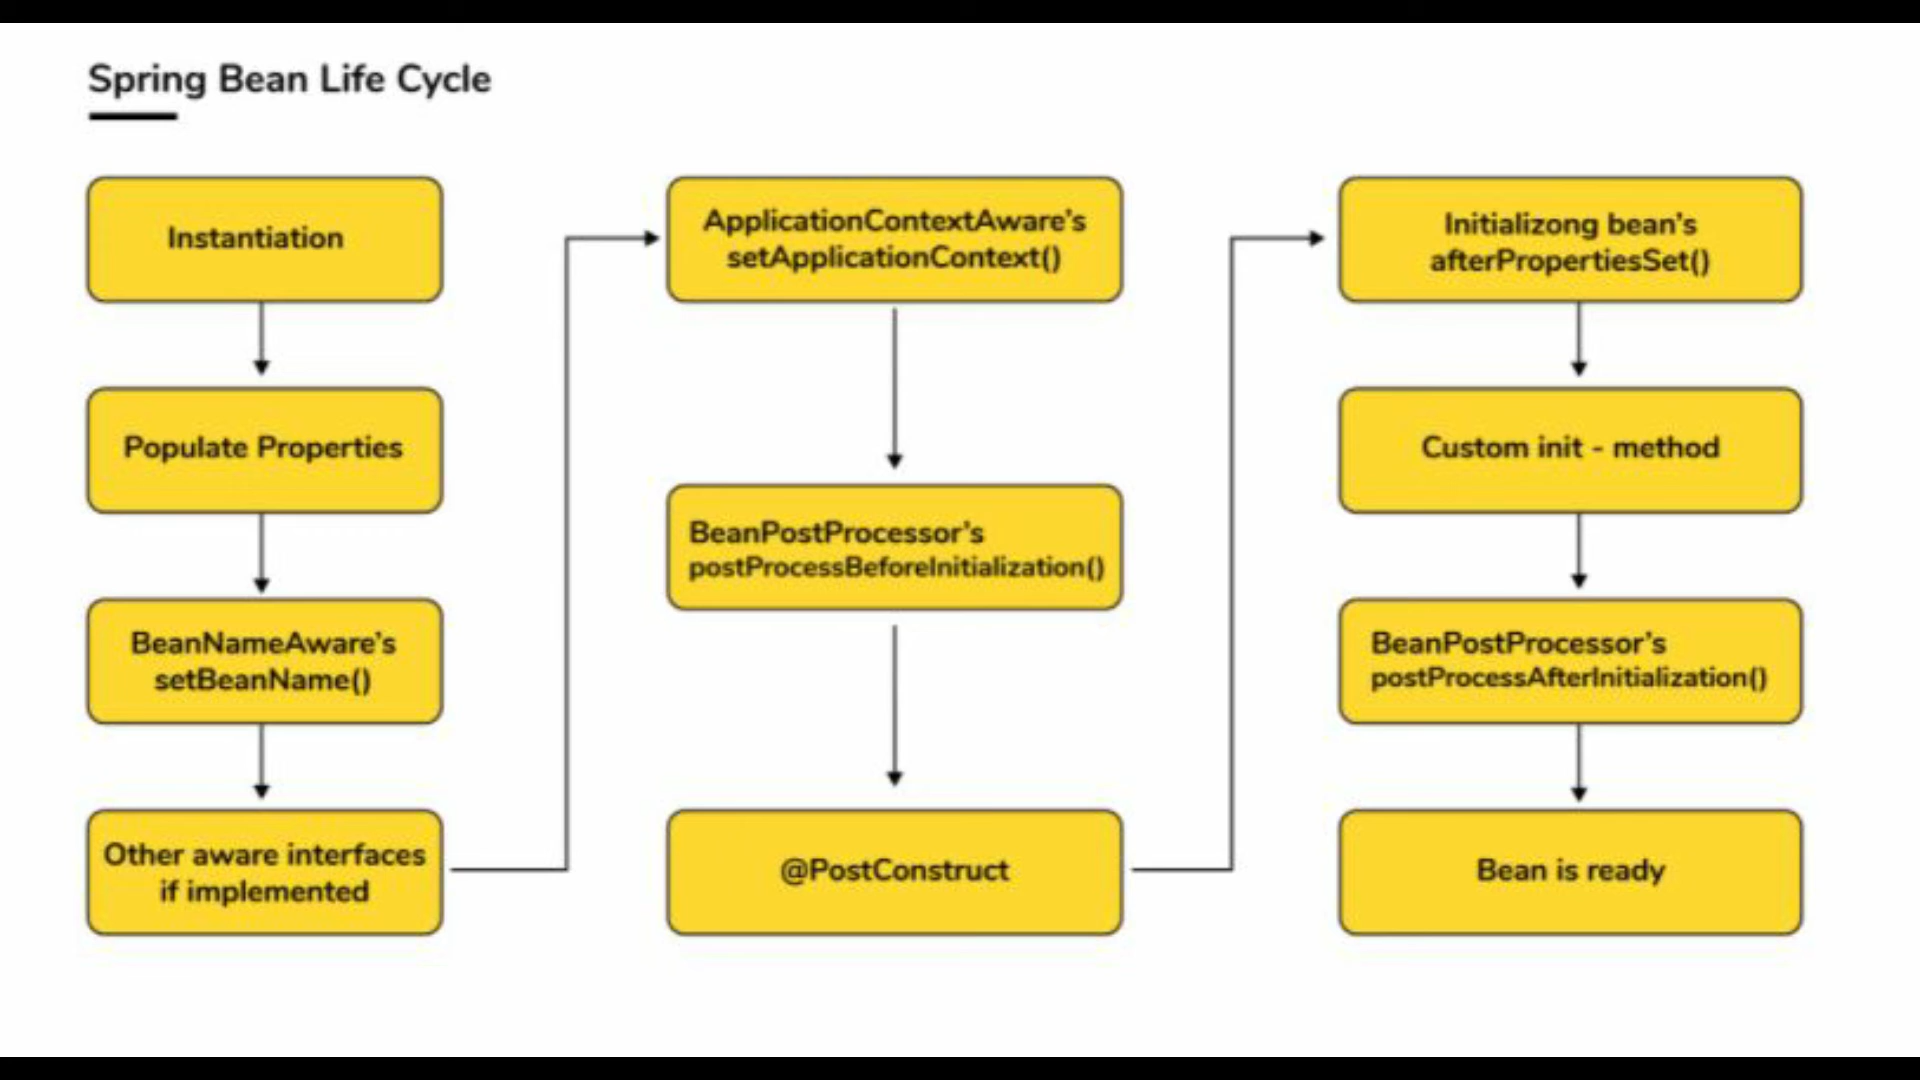 Spring Bean Life Cycle
Instantiation
Populate Properties
BeanNameAware's
setBeanName()
Other aware interfaces
if implemented
ApplicationContextAware's
setApplicationContext()
BeanPostProcessor's
postProcessBeforeInitialization()
@PostConstruct
Initializong bean's
afterPropertiesSet()
Custom init - method
BeanPostProcessor's
postProcessAfterInitialization()
Bean is ready